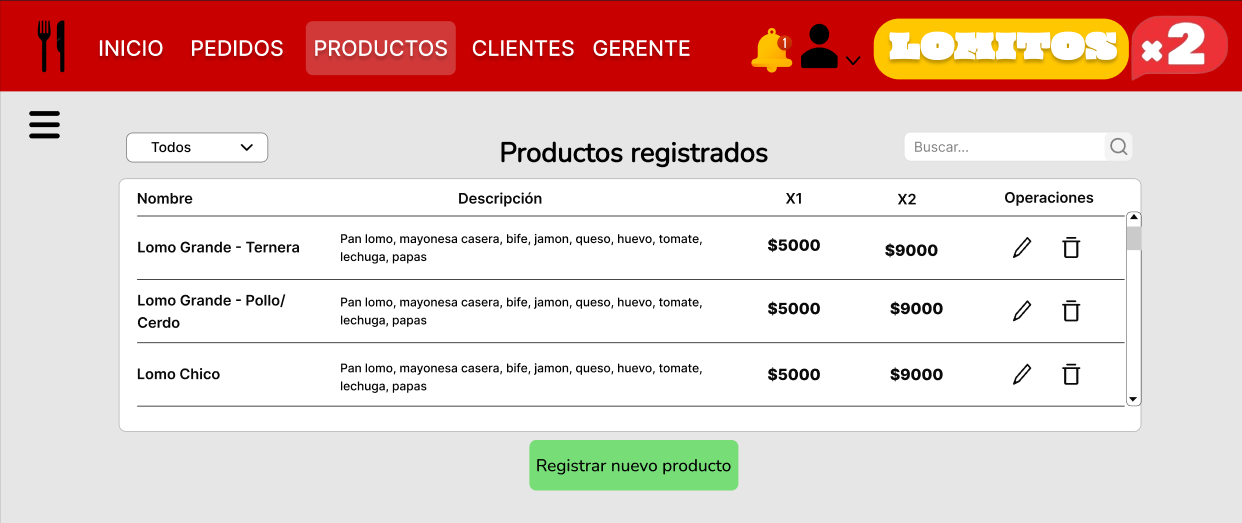 INICIO PEDIDOS PRODUCTOS CLIENTES GERENTE 1 LOMITOS x2
Todos
Productos registrados
Buscar...
Nombre Descripción X1 X2 Operaciones
Lomo Grande - Ternera
Pan lomo, mayonesa casera, bife, jamon, queso, huevo, tomate,
lechuga, papas
$5000 $9000
Lomo Grande - Pollo/
Cerdo
Pan lomo, mayonesa casera, bife, jamon, queso, huevo, tomate,
lechuga, papas
$5000 $9000
Lomo Chico
Pan lomo, mayonesa casera, bife, jamon, queso, huevo, tomate,
lechuga, papas
$5000 $9000
Registrar nuevo producto